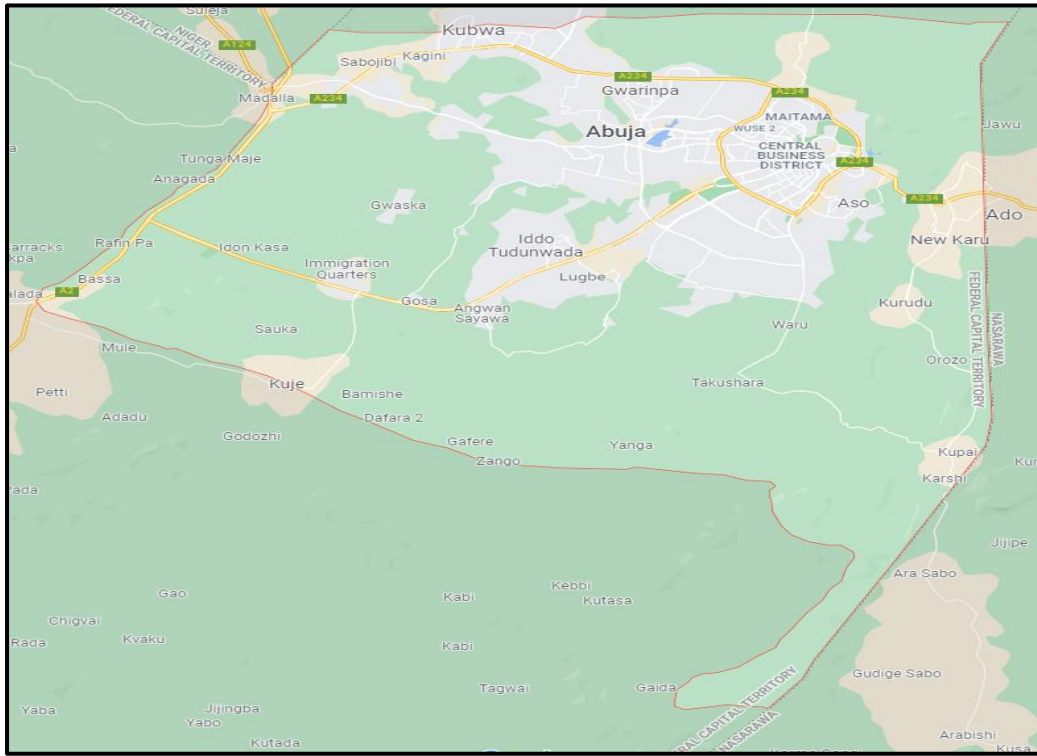 Suleja
NIGER
FEDERAL CAPITAL TERRITORY
A124
Kubwa
Kagini
Sabojibi
A234
Madalla
A234
Gwarinpa
A234
MAITAMA
WUSE 2
Abuja
CENTRAL
BUSINESS
DISTRICT
A234
Jawu
Tunga Maje
Anagada
Gwaska
Aso
A234
Ado
New Karu
Rafin Pa
Idon Kasa
Iddo
Tudunwada
Immigration
Quarters
Lugbe
Bassa
A2
Gosa
Angwan
Sayawa
Kurudu
FEDERAL CAPITAL TERRITORY
NASARAWA
Sauka
Waru
Mule
Orozo
Kuje
Takushara
Petti
Bamishe
Adadu
Dafara 2
Godozhi
Gafere
Yanga
Zango
Kupai
Karshi
Jijipe
Ara Sabo
Gao
Kabi
Kebbi
Kutasa
Chigvai
Kvaku
Rada
Kabi
Gudige Sabo
Tagwai
Gaida
FEDERAL CAPITAL TERRITORY
NASARAWA
Yaba
Jijingba
Yabo
Kutada
Arabishi
Kusa